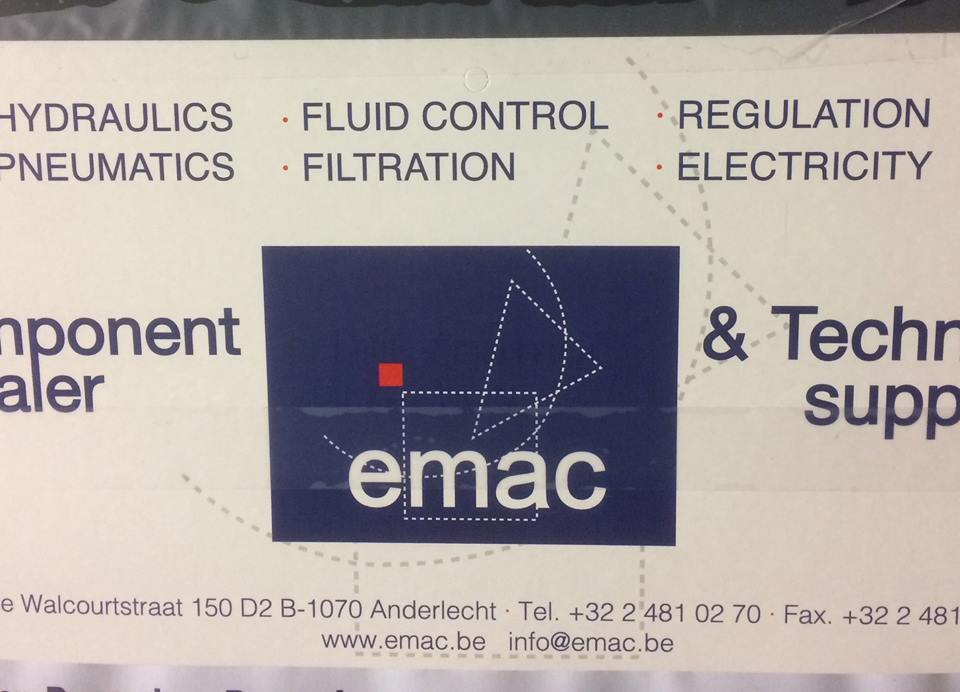 HYDRAULICS · FLUID CONTROL · REGULATION
PNEUMATICS · FILTRATION · ELECTRICITY
mponent & Techn
aler supp
emac
e Walcourtstraat 150 D2 B-1070 Anderlecht · Tel. +32 2 481 02 70 · Fax. +32 2 481
www.emac.be info@emac.be